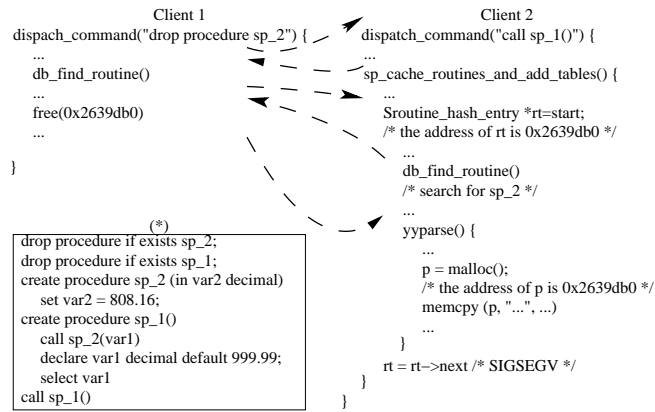 Client 1
dispach_command("drop procedure sp_2") {
...
db_find_routine()
...
free(0x2639db0)
...
}
(*)
drop procedure if exists sp_2;
drop procedure if exists sp_1;
create procedure sp_2 (in var2 decimal)
set var2 = 808.16;
create procedure sp_1()
call sp_2(var1)
declare var1 decimal default 999.99;
select var1
call sp_1()
Client 2
dispatch_command("call sp_1()") {
...
sp_cache_routines_and_add_tables() {
...
Sroutine_hash_entry *rt=start;
/* the address of rt is 0x2639db0 */
...
db_find_routine()
/* search for sp_2 */
...
yyparse() {
...
p = malloc();
/* the address of p is 0x2639db0 */
memcpy (p, "...", ...)
...
}
rt = rt−>next /* SIGSEGV */
}
}